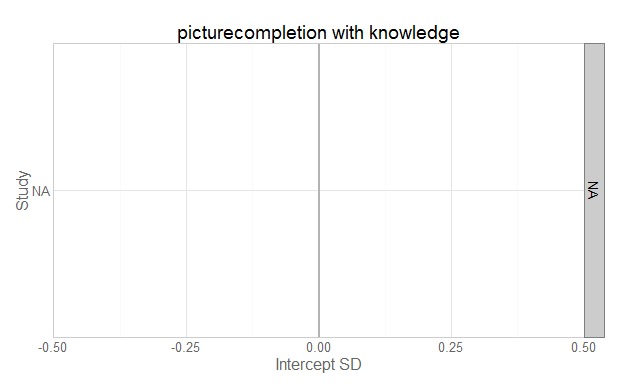 picturecompletion with knowledge
Study
NA
NA
-0.50
-0.25
0.00
0.25
0.50
Intercept SD